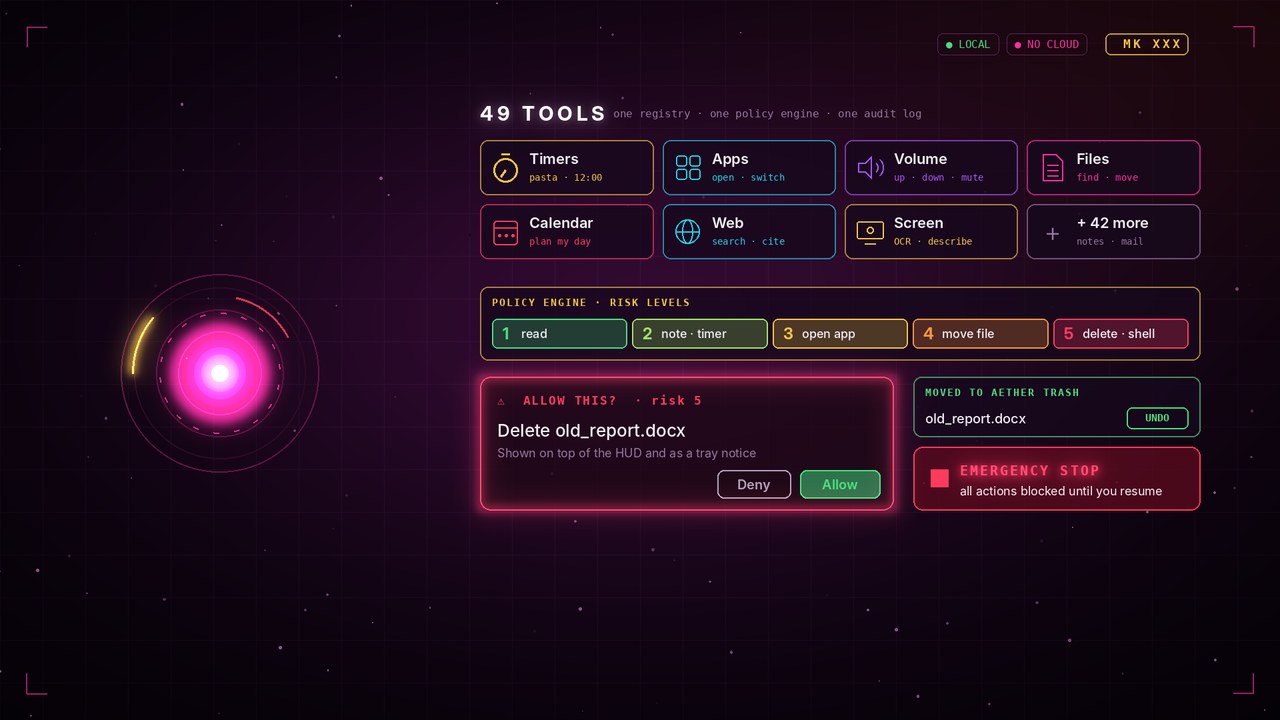 LOCAL
NO CLOUD
MK XXX
49 TOOLS one registry · one policy engine · one audit log
Timers
pasta · 12:00
Apps
open · switch
Volume
up · down · mute
Files
find · move
Calendar
plan my day
Web
search · cite
Screen
OCR · describe
+ 42 more
notes · mail
POLICY ENGINE · RISK LEVELS
1 read
2 note · timer
3 open app
4 move file
5 delete · shell
⚠ ALLOW THIS? · risk 5
Delete old_report.docx
Shown on top of the HUD and as a tray notice
Deny
Allow
MOVED TO AETHER TRASH
old_report.docx
UNDO
EMERGENCY STOP
all actions blocked until you resume